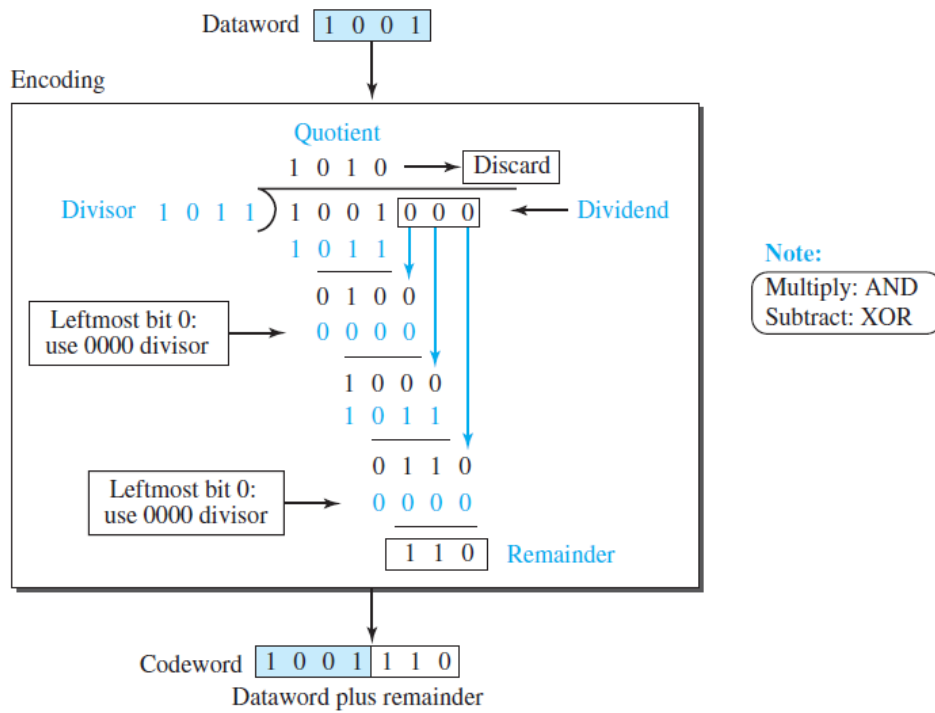 Dataword 1 0 0 1
Encoding
Quotient
1 0 1 0 Discard
Divisor 1 0 1 1 1 0 0 1 0 0 0 Dividend
1 0 1 1
0 1 0 0
Leftmost bit 0:
use 0000 divisor
0 0 0 0
1 0 0 0
1 0 1 1
0 1 1 0
Leftmost bit 0:
use 0000 divisor
0 0 0 0
1 1 0 Remainder
Note:
Multiply: AND
Subtract: XOR
Codeword 1 0 0 1 1 1 0
Dataword plus remainder